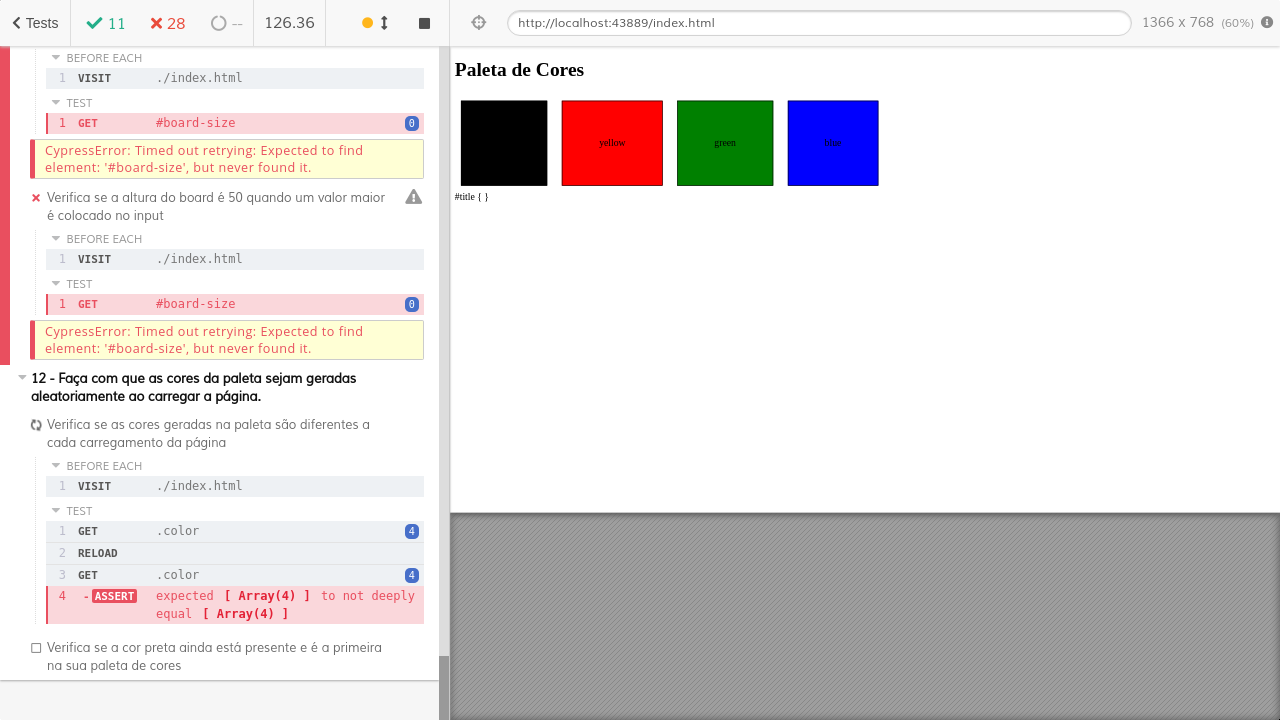 Tests 11 28 -- 126.36
http://localhost:43889/index.html 1366 x 768 (60%)
BEFORE EACH
1 VISIT ./index.html
TEST
1 GET #board-size 0
CypressError: Timed out retrying: Expected to find
element: '#board-size', but never found it.
Verifica se a altura do board é 50 quando um valor maior
é colocado no input
BEFORE EACH
1 VISIT ./index.html
TEST
1 GET #board-size 0
CypressError: Timed out retrying: Expected to find
element: '#board-size', but never found it.
12 - Faça com que as cores da paleta sejam geradas
aleatoriamente ao carregar a página.
Verifica se as cores geradas na paleta são diferentes a
cada carregamento da página
BEFORE EACH
1 VISIT ./index.html
TEST
1 GET .color 4
2 RELOAD
3 GET .color 4
4 -ASSERT expected [ Array(4) ] to not deeply
equal [ Array(4) ]
Verifica se a cor preta ainda está presente e é a primeira
na sua paleta de cores
Paleta de Cores
yellow green blue
#title { }